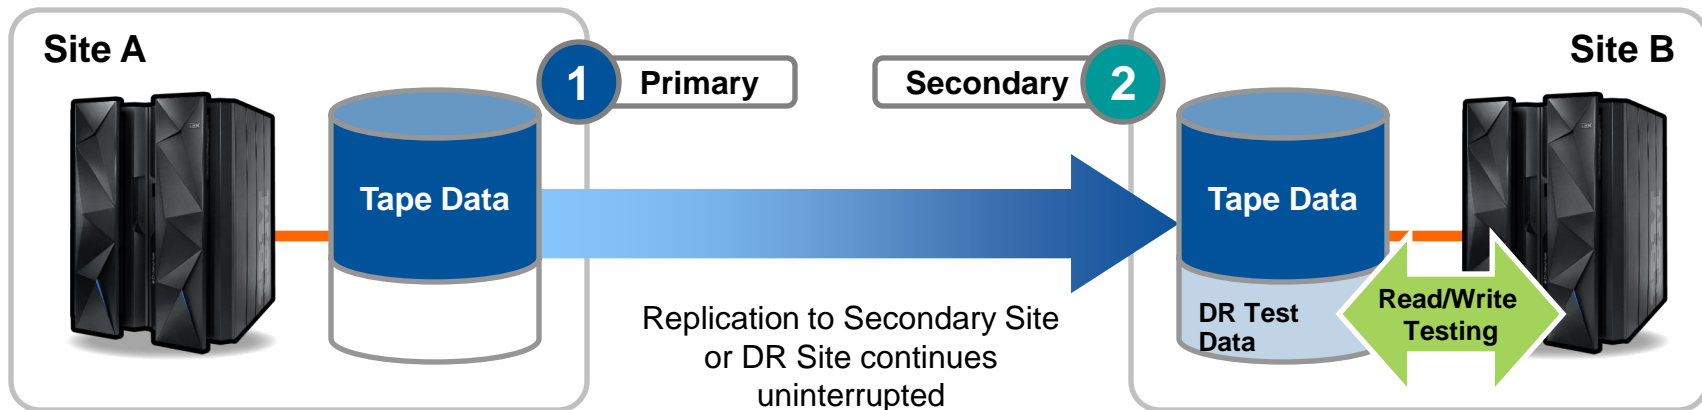 Site A
1
Primary
Secondary
2
Site B
Tape Data
Tape Data
Replication to Secondary Site
or DR Site continues
uninterrupted
DR Test
Data
Read/Write
Testing